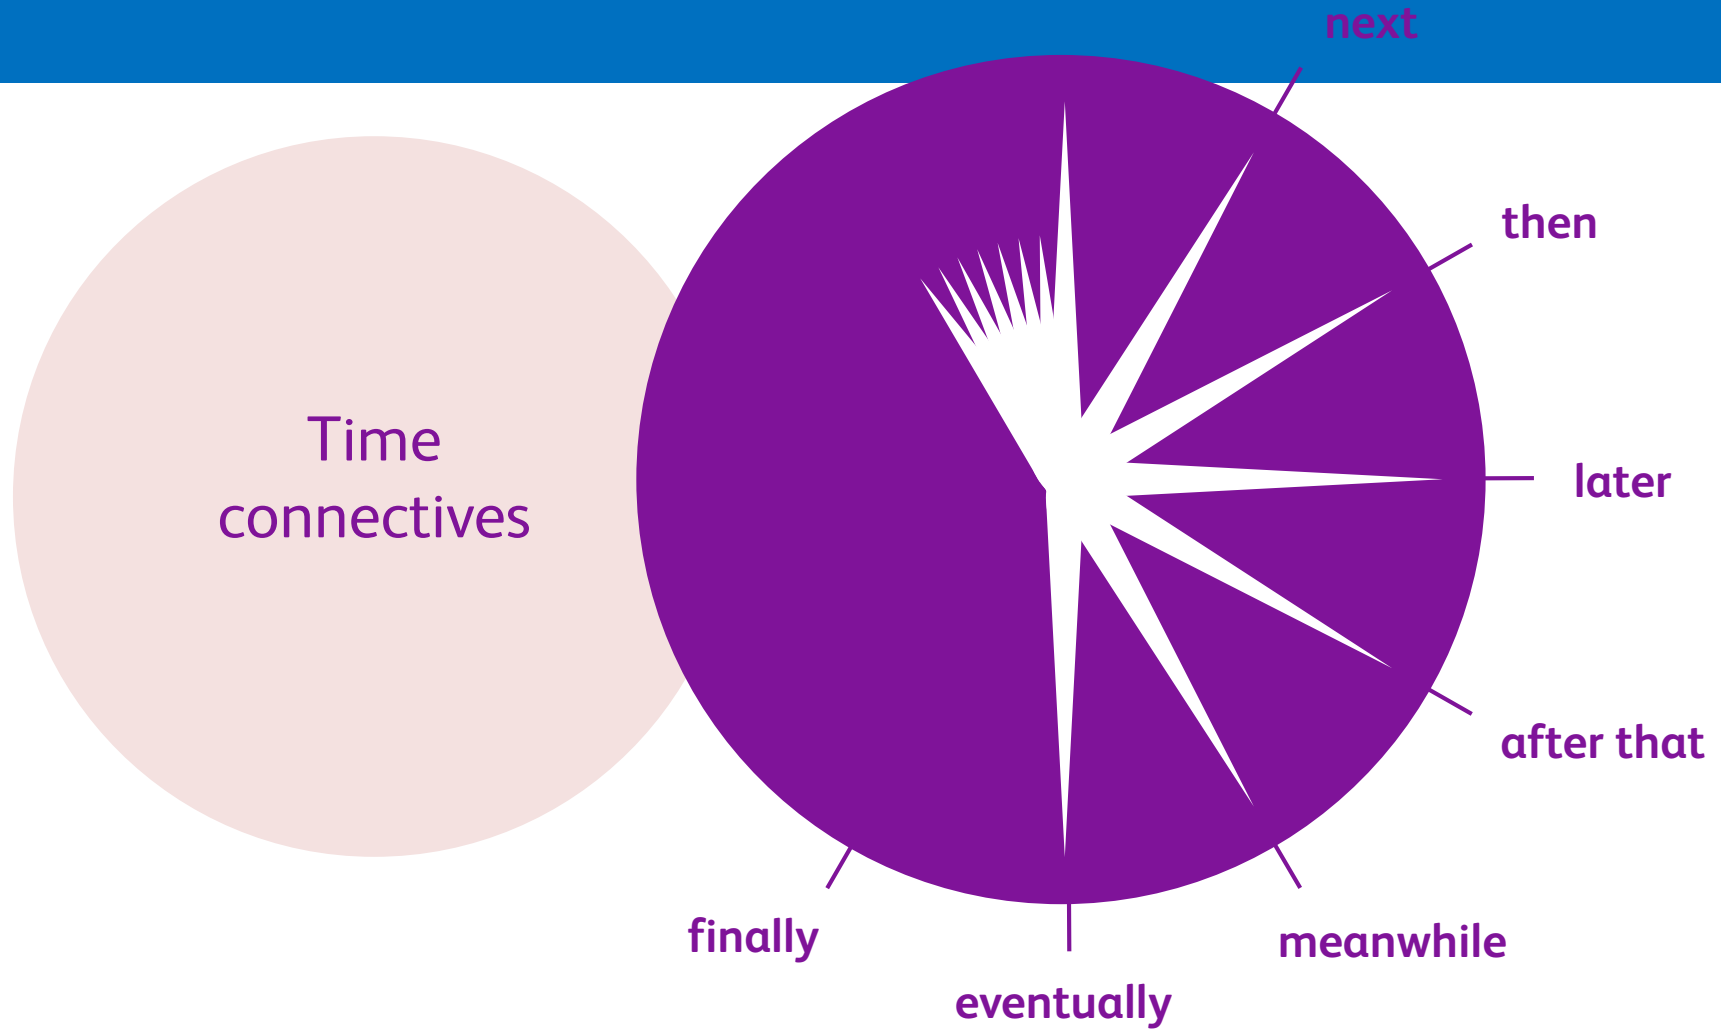 next
then
Time
connectives
later
after that
finally
meanwhile
eventually